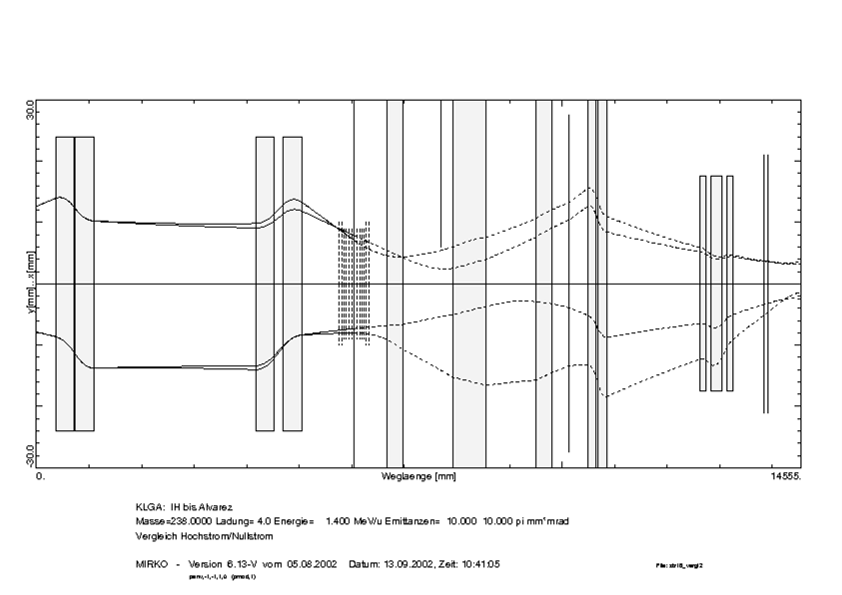 30.0
y[mm]...x[mm]
-30.0
0. Weglaenge [mm] 14555.
KLGA: IH bis Alvarez
Masse=238.0000 Ladung= 4.0 Energie= 1.400 MeV/u Emittanzen= 10.000 10.000 pi mm*mrad
Vergleich Hochstrom/Nullstrom
MIRKO - Version 6.13-V vom 05.08.2002 Datum: 13.09.2002, Zeit: 10:41:05